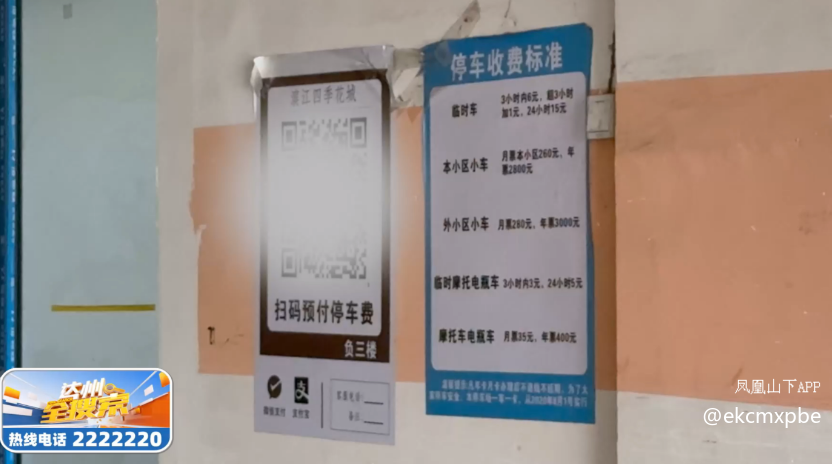 停车收费标准
临时车 3小时内6元、超3小时
加1元、24小时15元
本小区小车 月票本小区260元、年
票2800元
外小区小车 月票280元、年票3000元
临时摩托电瓶车 3小时内3元、24小时5元
摩托车电瓶车 月票35元、年票400元
江四季花城
扫码预付停车费
负三楼
微信支付 支付宝
达州
全搜索
热线电话 2222220
凤凰山下APP
@ekcmxpbe